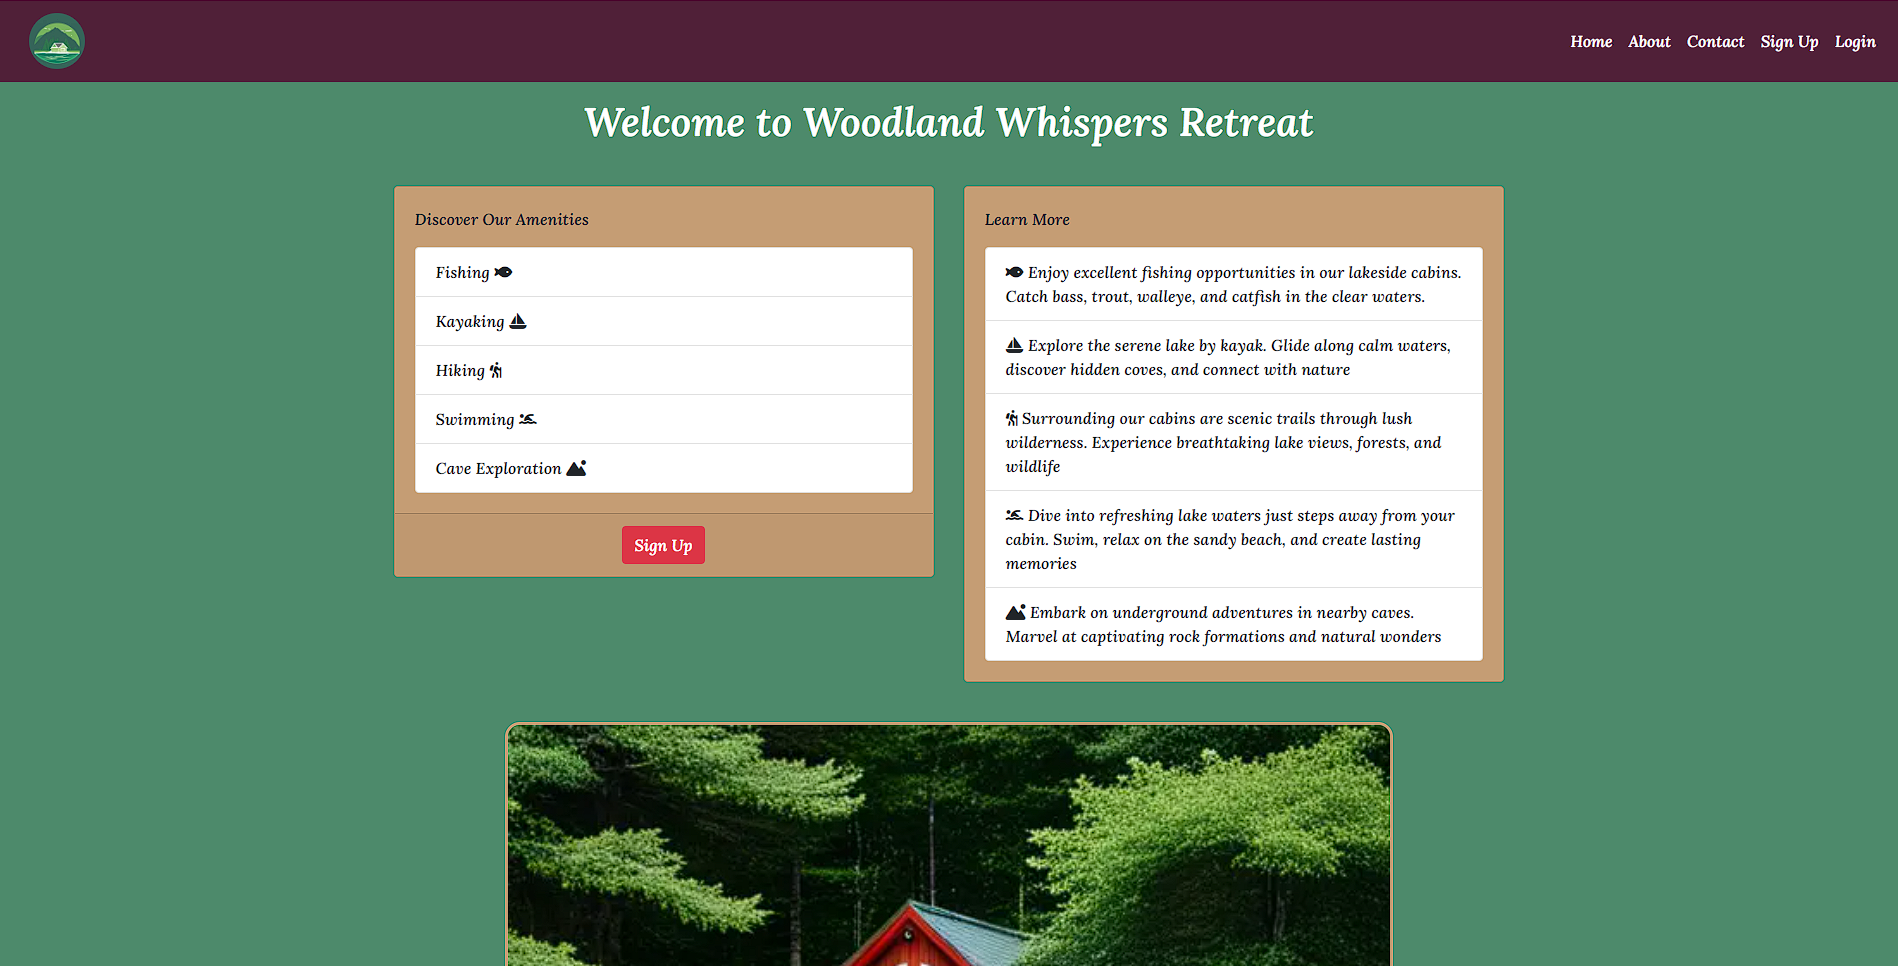 Home About Contact Sign Up Login
Welcome to Woodland Whispers Retreat
Discover Our Amenities
Fishing
Kayaking
Hiking
Swimming
Cave Exploration
Sign Up
Learn More
Enjoy excellent fishing opportunities in our lakeside cabins.
Catch bass, trout, walleye, and catfish in the clear waters.
Explore the serene lake by kayak. Glide along calm waters,
discover hidden coves, and connect with nature
Surrounding our cabins are scenic trails through lush
wilderness. Experience breathtaking lake views, forests, and
wildlife
Dive into refreshing lake waters just steps away from your
cabin. Swim, relax on the sandy beach, and create lasting
memories
Embark on underground adventures in nearby caves.
Marvel at captivating rock formations and natural wonders